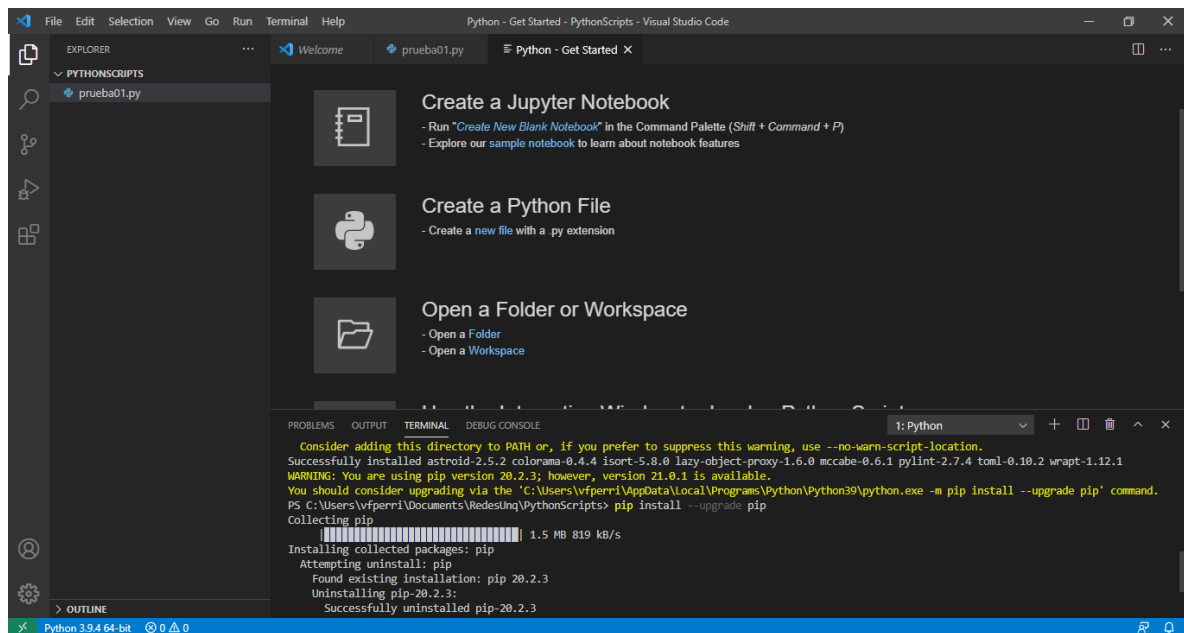 File Edit Selection View Go Run Terminal Help Python - Get Started - PythonScripts - Visual Studio Code
EXPLORER
Welcome prueba01.py Python - Get Started
PYTHONSCRIPTS
prueba01.py
Create a Jupyter Notebook
- Run "Create New Blank Notebook" in the Command Palette (Shift + Command + P)
- Explore our sample notebook to learn about notebook features
Create a Python File
- Create a new file with a .py extension
Open a Folder or Workspace
- Open a Folder
- Open a Workspace
PROBLEMS OUTPUT TERMINAL DEBUG CONSOLE 1: Python
Consider adding this directory to PATH or, if you prefer to suppress this warning, use --no-warn-script-location.
Successfully installed astroid-2.5.2 colorama-0.4.4 isort-5.8.0 lazy-object-proxy-1.6.0 mccabe-0.6.1 pylint-2.7.4 toml-0.10.2 wrapt-1.12.1
WARNING: You are using pip version 20.2.3; however, version 21.0.1 is available.
You should consider upgrading via the 'C:\Users\vfperri\AppData\Local\Programs\Python\Python39\python.exe -m pip install --upgrade pip' command.
PS C:\Users\vfperri\Documents\RedesUnq\PythonScripts> pip install --upgrade pip
Collecting pip
1.5 MB 819 kB/s
Installing collected packages: pip
Attempting uninstall: pip
Found existing installation: pip 20.2.3
Uninstalling pip-20.2.3:
Successfully uninstalled pip-20.2.3
OUTLINE
Python 3.9.4 64-bit 0 0